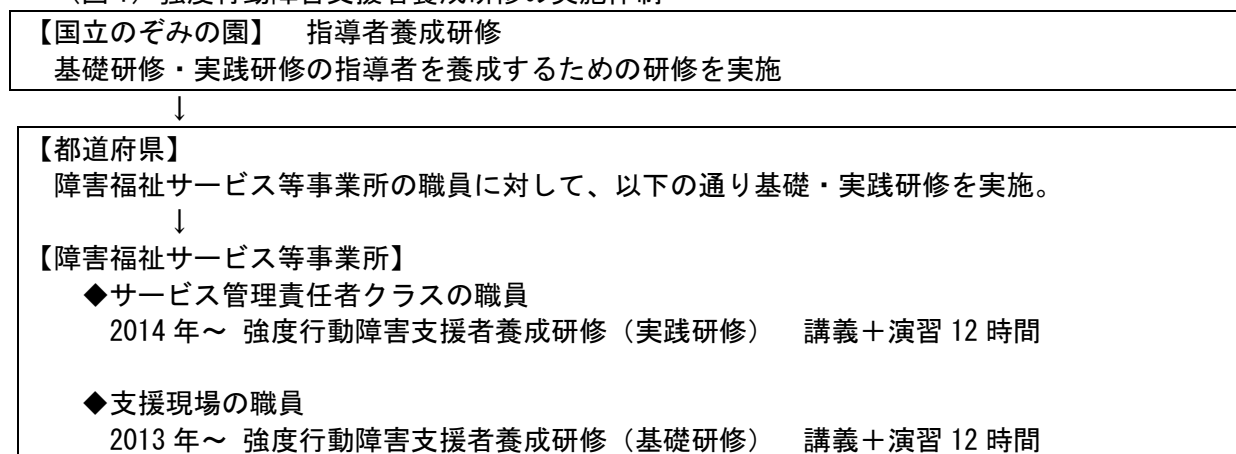 【国立のぞみの園】 指導者養成研修
基礎研修・実践研修の指導者を養成するための研修を実施
↓
【都道府県】
障害福祉サービス等事業所の職員に対して、以下の通り基礎・実践研修を実施。
↓
【障害福祉サービス等事業所】
◆サービス管理責任者クラスの職員
2014 年～ 強度行動障害支援者養成研修（実践研修） 講義＋演習 12 時間
◆支援現場の職員
2013 年～ 強度行動障害支援者養成研修（基礎研修） 講義＋演習 12 時間